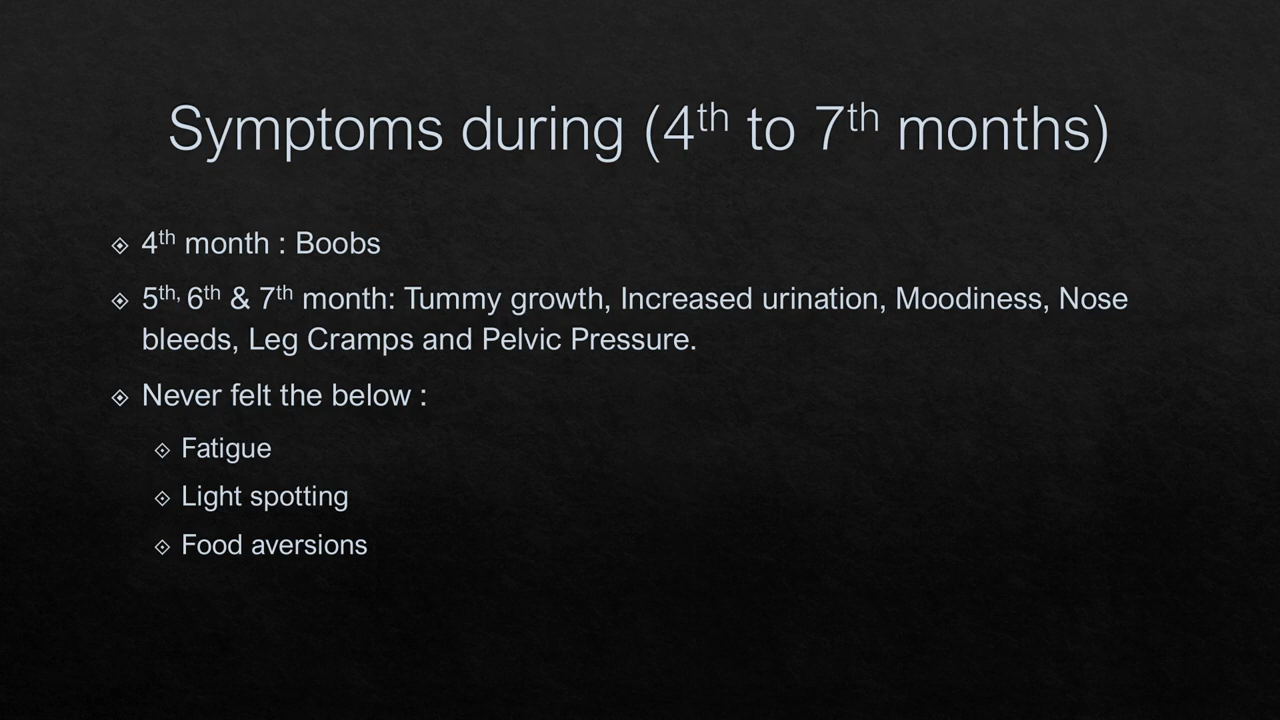 Symptoms during (4th to 7th months)
4th month : Boobs
5th, 6th & 7th month: Tummy growth, Increased urination, Moodiness, Nose
bleeds, Leg Cramps and Pelvic Pressure.
Never felt the below :
Fatigue
Light spotting
Food aversions